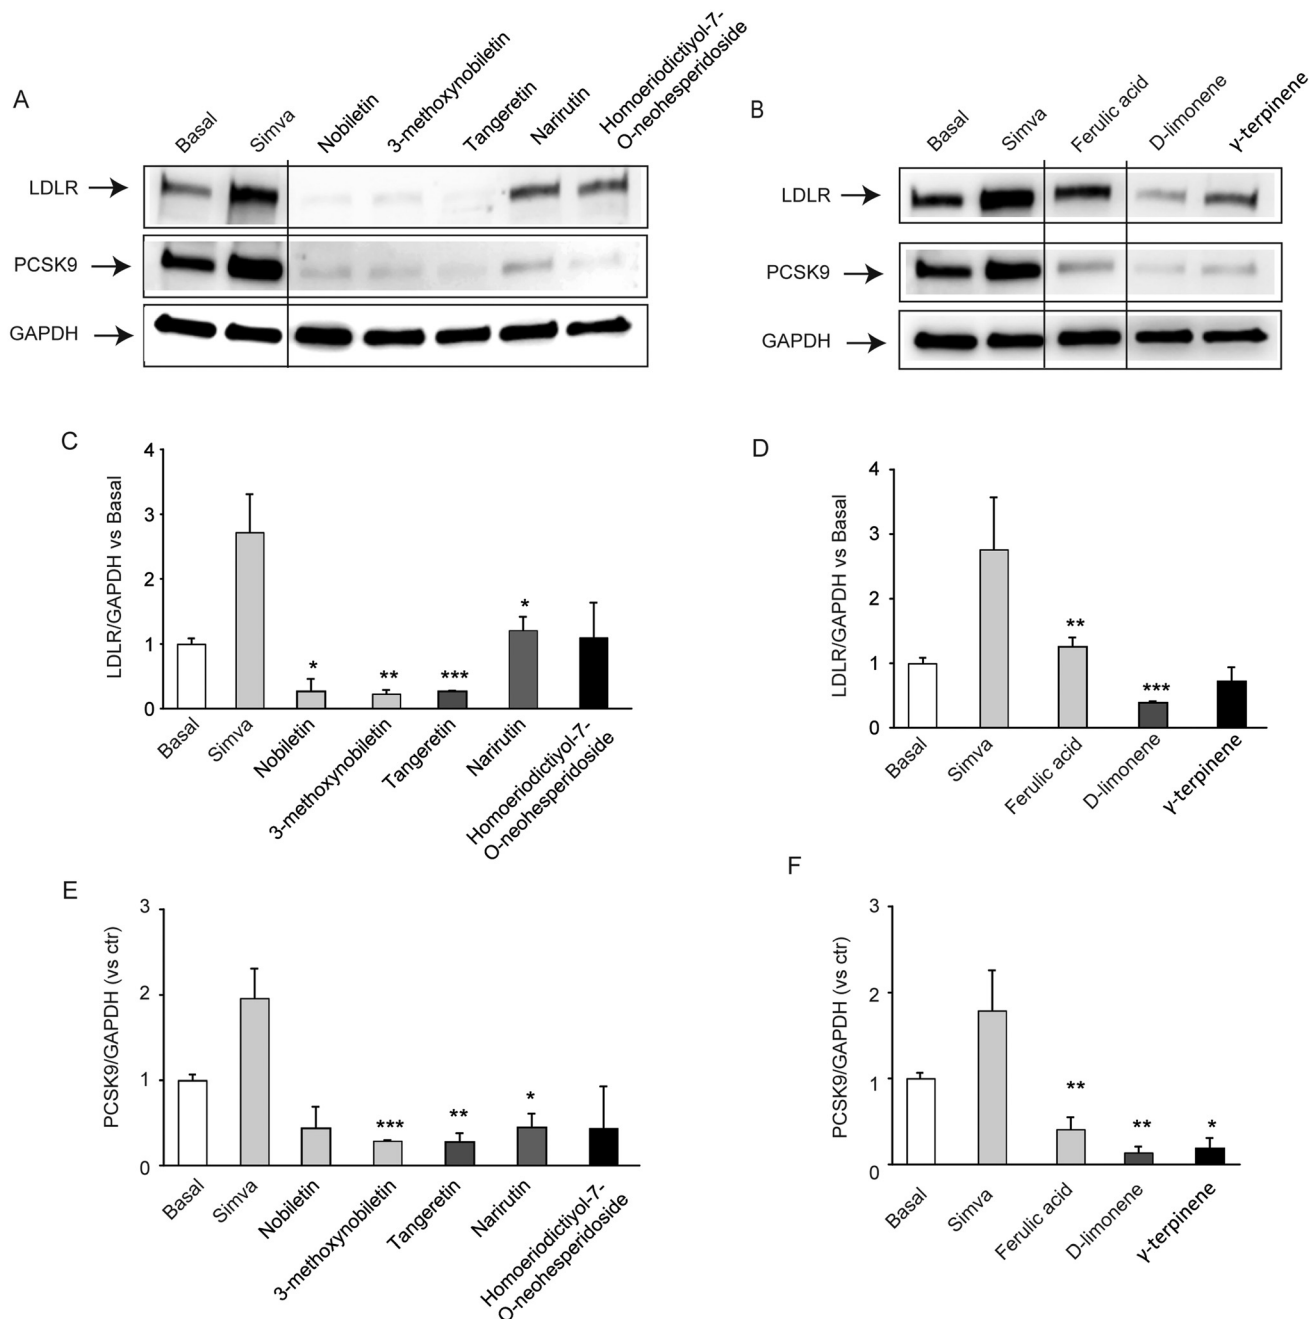 A
Basal
Simva
Nobiletin
3-methoxynobiletin
Tangeretin
Narirutin
Homoeriodictiyol-7-
O-neohesperidoside
LDLR
PCSK9
GAPDH
B
Basal
Simva
Ferulic acid
D-limonene
γ-terpinene
LDLR
PCSK9
GAPDH
C
LDLR/GAPDH vs Basal
4
3
2
1
0
*
**
***
*
Basal
Simva
Nobiletin
3-methoxynobiletin
Tangeretin
Narirutin
Homoeriodictiyol-7-
O-neohesperidoside
D
LDLR/GAPDH vs Basal
4
3
2
1
0
**
***
Basal
Simva
Ferulic acid
D-limonene
γ-terpinene
E
PCSK9/GAPDH (vs ctr)
3
2
1
0
***
**
*
Basal
Simva
Nobiletin
3-methoxynobiletin
Tangeretin
Narirutin
Homoeriodictiyol-7-
O-neohesperidoside
F
PCSK9/GAPDH (vs ctr)
3
2
1
0
**
**
*
Basal
Simva
Ferulic acid
D-limonene
γ-terpinene